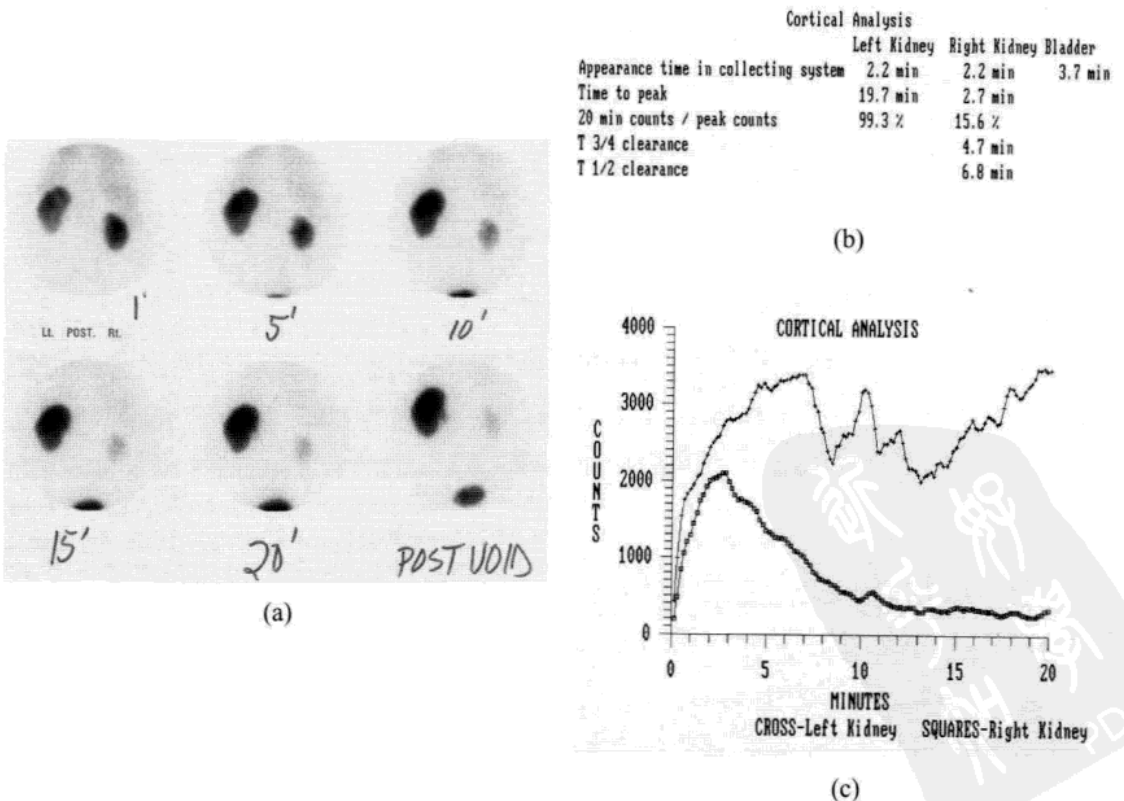 Cortical Analysis
Left Kidney Right Kidney Bladder
Appearance time in collecting system 2.2 min 2.2 min 3.7 min
Time to peak 19.7 min 2.7 min
20 min counts / peak counts 99.3 % 15.6 %
T 3/4 clearance 4.7 min
T 1/2 clearance 6.8 min
(b)
1'
5'
10'
Lt. POST. Rt.
15'
20'
POST VOID
(a)
CORTICAL ANALYSIS
4000
3000
2000
1000
0
COUNTS
0 5 10 15 20
MINUTES
CROSS-Left Kidney SQUARES-Right Kidney
(c)
PD